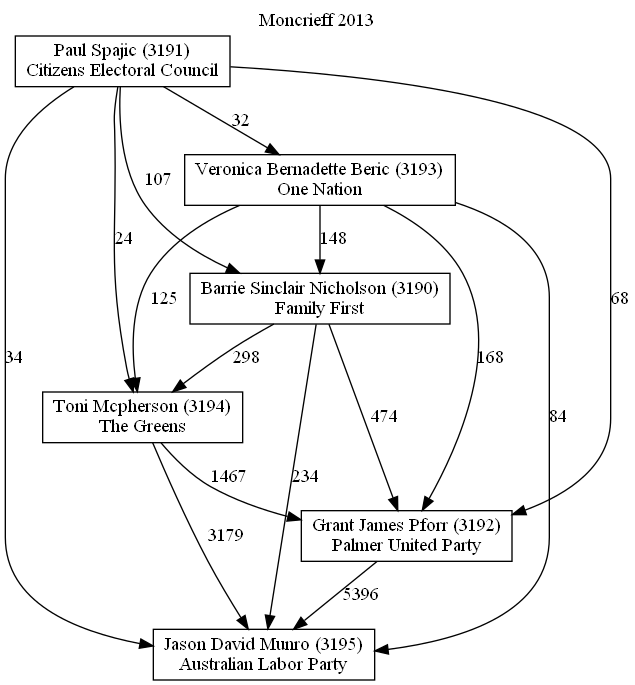 Moncrieff 2013
Paul Spajic (3191)
Citizens Electoral Council
32
Veronica Bernadette Beric (3193)
One Nation
107
24
148
68
Barrie Sinclair Nicholson (3190)
Family First
125
34
298
168
Toni Mcpherson (3194)
The Greens
474
84
1467
234
Grant James Pforr (3192)
Palmer United Party
3179
5396
Jason David Munro (3195)
Australian Labor Party